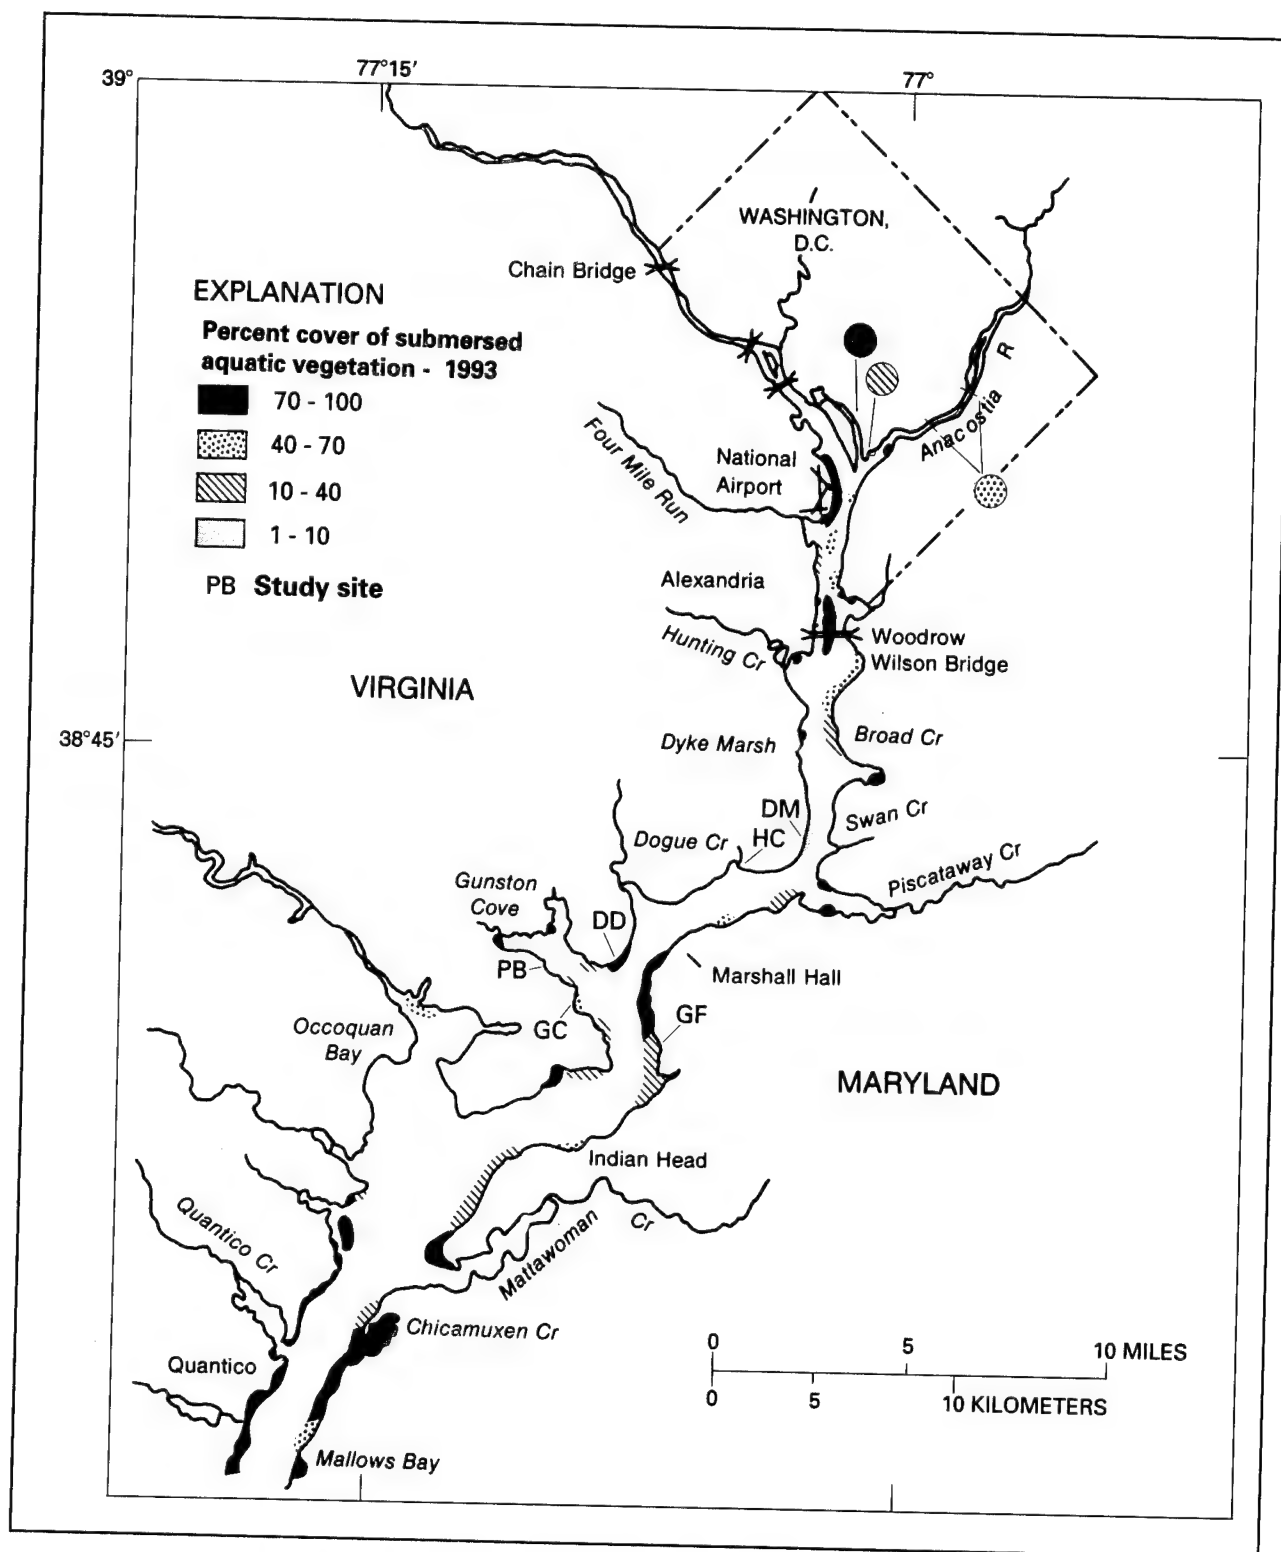 77°15'
77°
39°
WASHINGTON,
D.C.
Chain Bridge
EXPLANATION
Percent cover of submersed
aquatic vegetation - 1993
70 - 100
40 - 70
10 - 40
1 - 10
PB Study site
Four Mile Run
National
Airport
Anacostia R
Alexandria
Hunting Cr
Woodrow
Wilson Bridge
VIRGINIA
38°45'
Dyke Marsh
Broad Cr
DM
Swan Cr
HC
Dogue Cr
Piscataway Cr
Gunston
Cove
DD
PB
Marshall Hall
GC
GF
Occoquan
Bay
MARYLAND
Indian Head
Mattawoman Cr
Quantico Cr
Chicamuxen Cr
Quantico
0 5 10 MILES
0 5 10 KILOMETERS
Mallows Bay